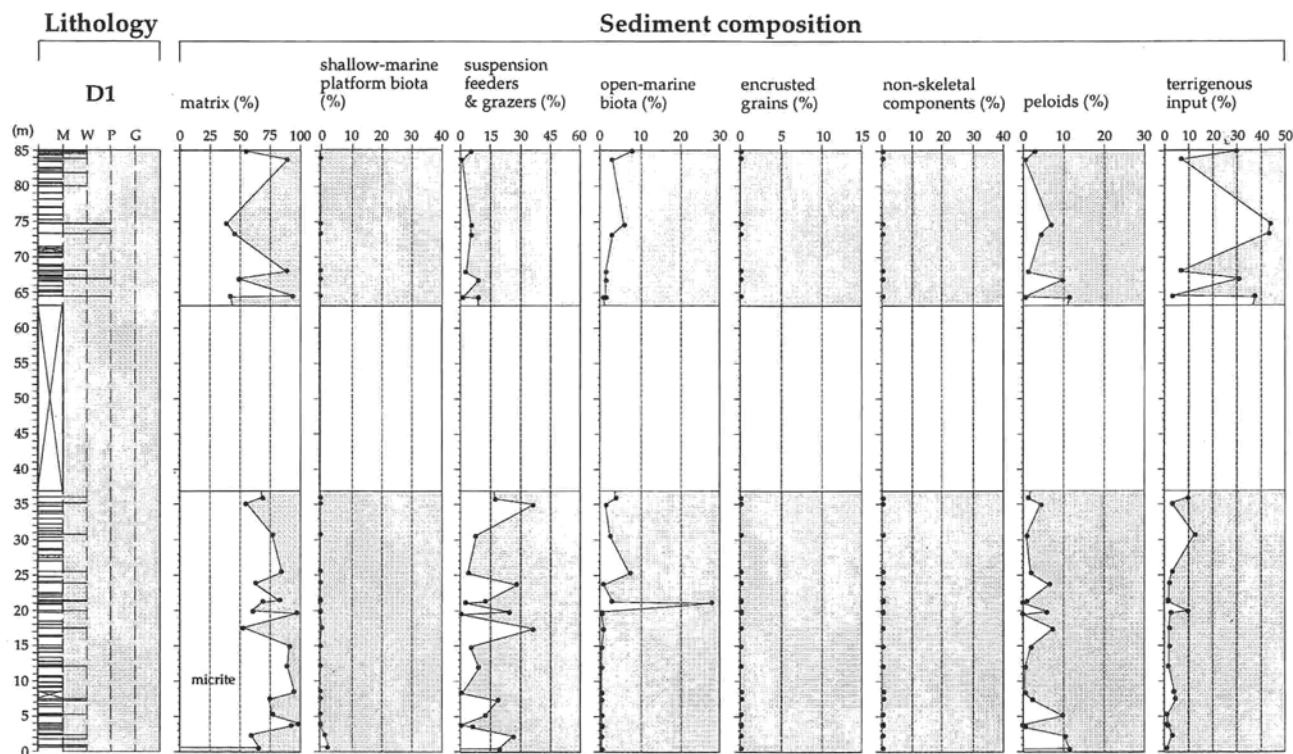 Lithology
Sediment composition
D1
matrix (%)
shallow-marine
platform biota
(%)
suspension
feeders
& grazers (%)
open-marine
biota (%)
encrusted
grains (%)
non-skeletal
components (%)
peloids (%)
terrigenous
input (%)
(m) M W P G
0 25 50 75 100
0 10 20 30 40
0 15 30 45 60
0 10 20 30
0 5 10 15
0 10 20 30 40
0 10 20 30
0 10 20 30 40 50
85
80
75
70
65
60
55
50
45
40
35
30
25
20
15
10
micrite
5
0